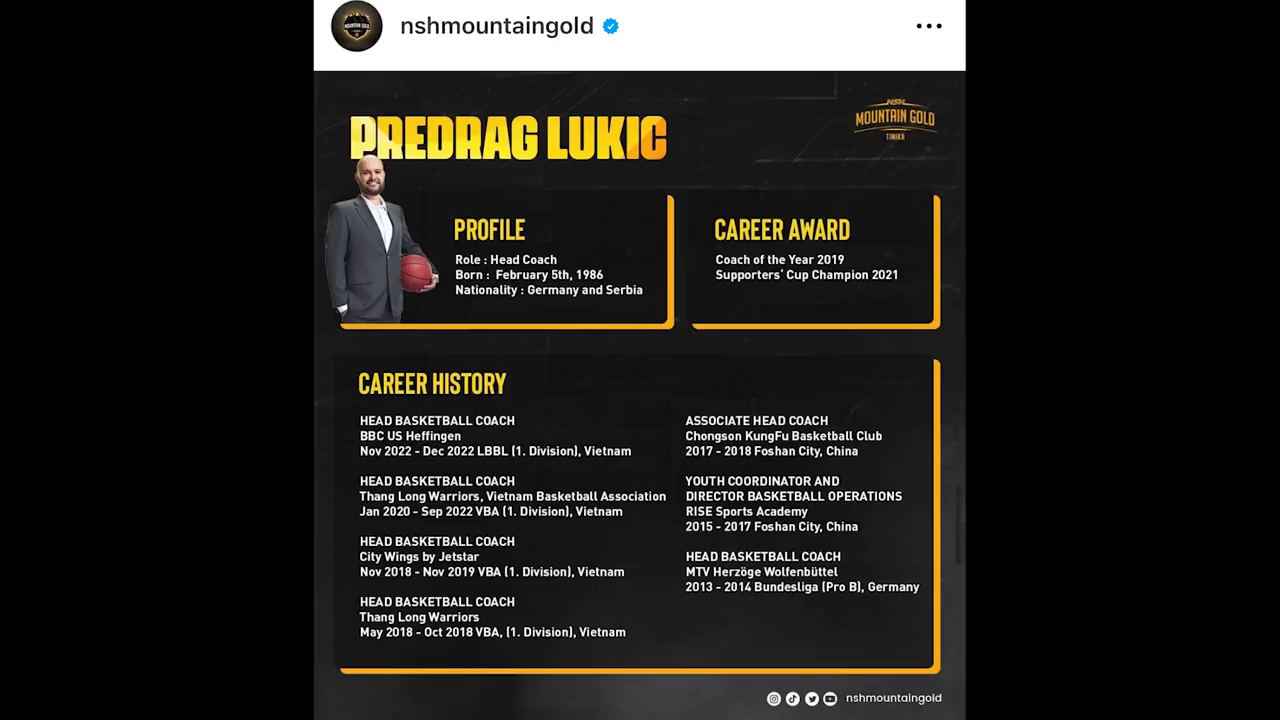 nshmountaingold
NSH
MOUNTAIN GOLD
TIMIKA
PREDRAG LUKIC
PROFILE
Role : Head Coach
Born : February 5th, 1986
Nationality : Germany and Serbia
CAREER AWARD
Coach of the Year 2019
Supporters' Cup Champion 2021
CAREER HISTORY
HEAD BASKETBALL COACH
BBC US Heffingen
Nov 2022 - Dec 2022 LBBL (1. Division), Vietnam
HEAD BASKETBALL COACH
Thang Long Warriors, Vietnam Basketball Association
Jan 2020 - Sep 2022 VBA (1. Division), Vietnam
HEAD BASKETBALL COACH
City Wings by Jetstar
Nov 2018 - Nov 2019 VBA (1. Division), Vietnam
HEAD BASKETBALL COACH
Thang Long Warriors
May 2018 - Oct 2018 VBA, (1. Division), Vietnam
ASSOCIATE HEAD COACH
Chongson KungFu Basketball Club
2017 - 2018 Foshan City, China
YOUTH COORDINATOR AND
DIRECTOR BASKETBALL OPERATIONS
RISE Sports Academy
2015 - 2017 Foshan City, China
HEAD BASKETBALL COACH
MTV Herzöge Wolfenbüttel
2013 - 2014 Bundesliga (Pro B), Germany
nshmountaingold